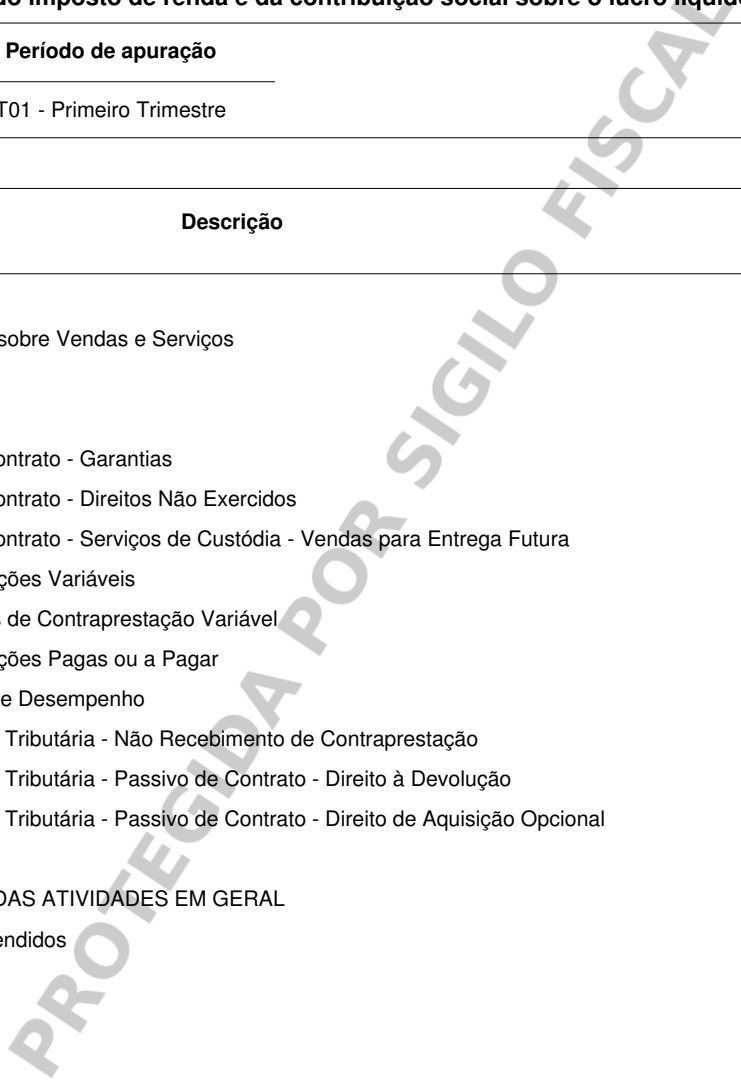 do imposto de renda e da contribuição social sobre o lucro líquido
Período de apuração
T01 - Primeiro Trimestre
Descrição
sobre Vendas e Serviços
ontrato - Garantias
ontrato - Direitos Não Exercidos
ontrato - Serviços de Custódia - Vendas para Entrega Futura
ções Variáveis
s de Contraprestação Variável
ções Pagas ou a Pagar
e Desempenho
Tributária - Não Recebimento de Contraprestação
Tributária - Passivo de Contrato - Direito à Devolução
Tributária - Passivo de Contrato - Direito de Aquisição Opcional
DAS ATIVIDADES EM GERAL
endidos
PROTEGIDA POR SIGILO FISCAL